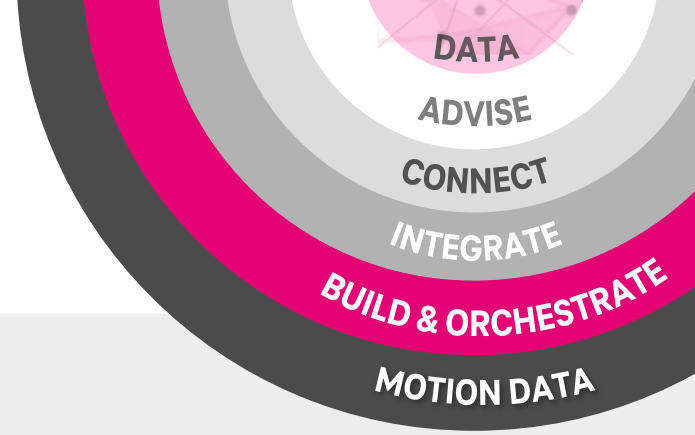 DATA
ADVISE
CONNECT
INTEGRATE
BUILD & ORCHESTRATE
MOTION DATA